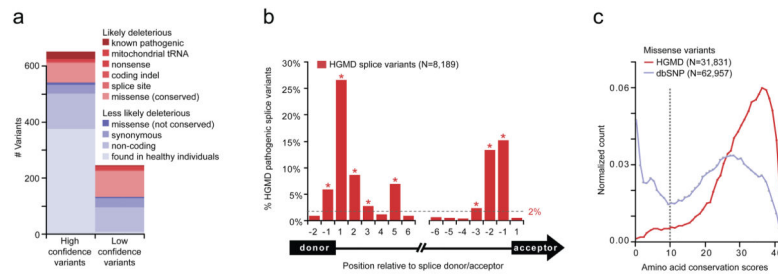 a
600
400
200
0
# Variants
High
confidence
variants
Low
confidence
variants
Likely deleterious
known pathogenic
mitochondrial tRNA
nonsense
coding indel
splice site
missense (conserved)
Less likely deleterious
missense (not conserved)
synonymous
non-coding
found in healthy individuals
b
HGMD splice variants (N=8,189)
30%
25%
20%
15%
10%
5%
0%
% HGMD pathogenic splice variants
* * * * * * * * *
2%
-2 -1 1 2 3 4 5 6 -6 -5 -4 -3 -2 -1 1
donor
acceptor
Position relative to splice donor/acceptor
c
Missense variants
HGMD (N=31,831)
dbSNP (N=62,957)
0.06
0.03
0.00
Normalized count
0 10 20 30 40
Amino acid conservation scores